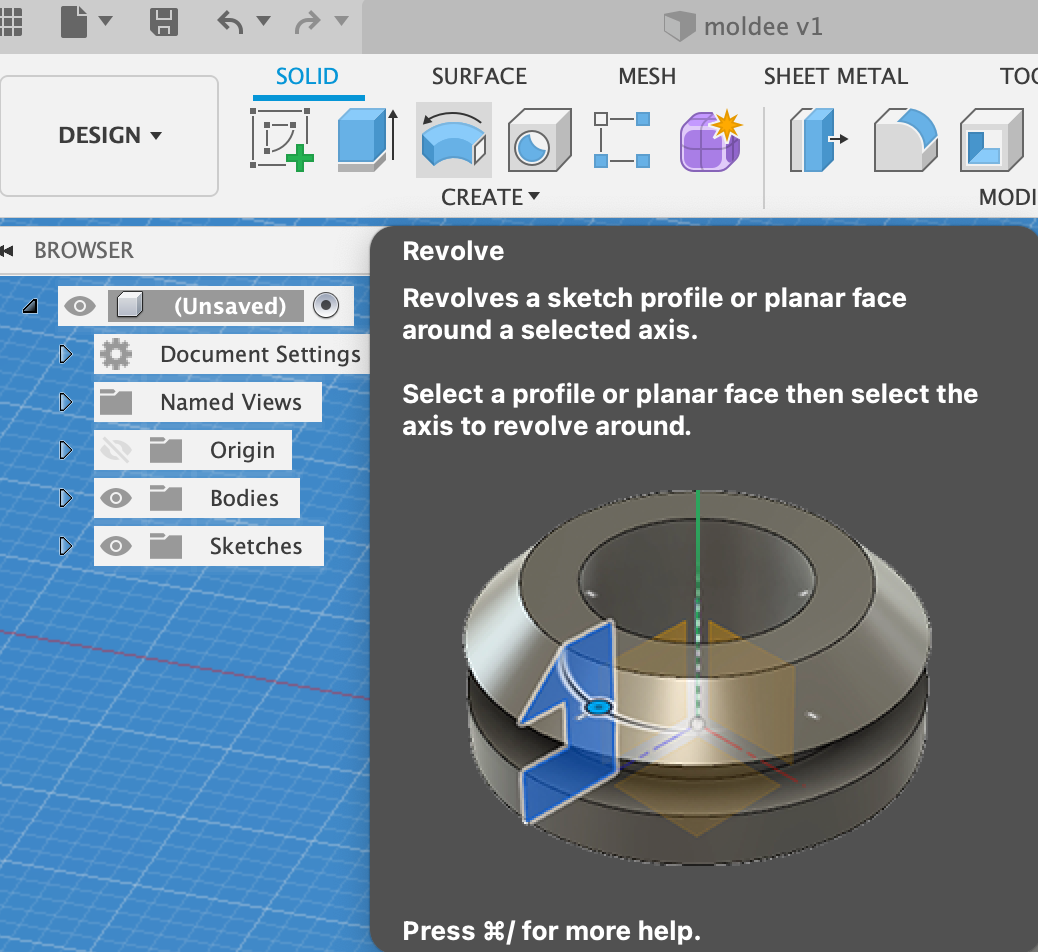 moldee v1
SOLID SURFACE MESH SHEET METAL
DESIGN
CREATE
BROWSER
Revolve
Revolves a sketch profile or planar face
around a selected axis.
Select a profile or planar face then select the
axis to revolve around.
(Unsaved)
Document Settings
Named Views
Origin
Bodies
Sketches
Press ⌘/ for more help.